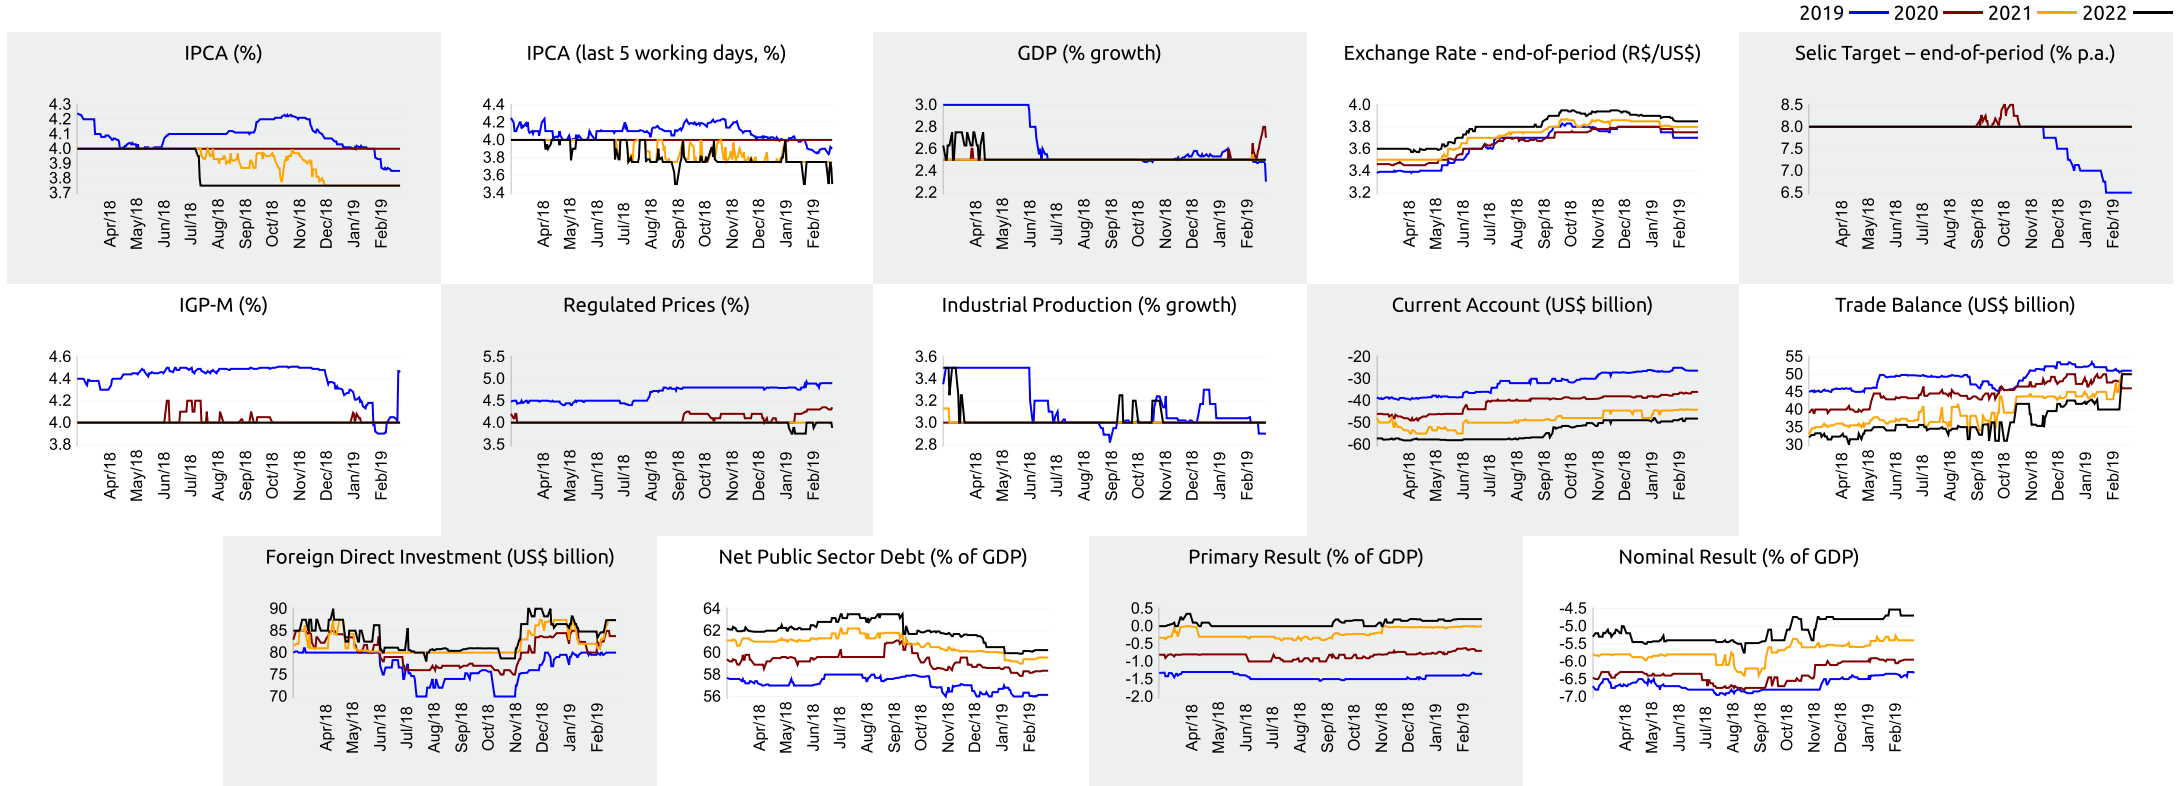 2019 2020 2021 2022
IPCA (%)
4.3
4.2
4.1
4.0
3.9
3.8
3.7
Apr/18 May/18 Jun/18 Jul/18 Aug/18 Sep/18 Oct/18 Nov/18 Dec/18 Jan/19 Feb/19
IPCA (last 5 working days, %)
4.4
4.2
4.0
3.8
3.6
3.4
Apr/18 May/18 Jun/18 Jul/18 Aug/18 Sep/18 Oct/18 Nov/18 Dec/18 Jan/19 Feb/19
GDP (% growth)
3.0
2.8
2.6
2.4
2.2
Apr/18 May/18 Jun/18 Jul/18 Aug/18 Sep/18 Oct/18 Nov/18 Dec/18 Jan/19 Feb/19
Exchange Rate - end-of-period (R$/US$)
4.0
3.8
3.6
3.4
3.2
Apr/18 May/18 Jun/18 Jul/18 Aug/18 Sep/18 Oct/18 Nov/18 Dec/18 Jan/19 Feb/19
Selic Target – end-of-period (% p.a.)
8.5
8.0
7.5
7.0
6.5
Apr/18 May/18 Jun/18 Jul/18 Aug/18 Sep/18 Oct/18 Nov/18 Dec/18 Jan/19 Feb/19
IGP-M (%)
4.6
4.4
4.2
4.0
3.8
Apr/18 May/18 Jun/18 Jul/18 Aug/18 Sep/18 Oct/18 Nov/18 Dec/18 Jan/19 Feb/19
Regulated Prices (%)
5.5
5.0
4.5
4.0
3.5
Apr/18 May/18 Jun/18 Jul/18 Aug/18 Sep/18 Oct/18 Nov/18 Dec/18 Jan/19 Feb/19
Industrial Production (% growth)
3.6
3.4
3.2
3.0
2.8
Apr/18 May/18 Jun/18 Jul/18 Aug/18 Sep/18 Oct/18 Nov/18 Dec/18 Jan/19 Feb/19
Current Account (US$ billion)
-20
-30
-40
-50
-60
Apr/18 May/18 Jun/18 Jul/18 Aug/18 Sep/18 Oct/18 Nov/18 Dec/18 Jan/19 Feb/19
Trade Balance (US$ billion)
55
50
45
40
35
30
Apr/18 May/18 Jun/18 Jul/18 Aug/18 Sep/18 Oct/18 Nov/18 Dec/18 Jan/19 Feb/19
Foreign Direct Investment (US$ billion)
90
85
80
75
70
Apr/18 May/18 Jun/18 Jul/18 Aug/18 Sep/18 Oct/18 Nov/18 Dec/18 Jan/19 Feb/19
Net Public Sector Debt (% of GDP)
64
62
60
58
56
Apr/18 May/18 Jun/18 Jul/18 Aug/18 Sep/18 Oct/18 Nov/18 Dec/18 Jan/19 Feb/19
Primary Result (% of GDP)
0.5
0.0
-0.5
-1.0
-1.5
-2.0
Apr/18 May/18 Jun/18 Jul/18 Aug/18 Sep/18 Oct/18 Nov/18 Dec/18 Jan/19 Feb/19
Nominal Result (% of GDP)
-4.5
-5.0
-5.5
-6.0
-6.5
-7.0
Apr/18 May/18 Jun/18 Jul/18 Aug/18 Sep/18 Oct/18 Nov/18 Dec/18 Jan/19 Feb/19